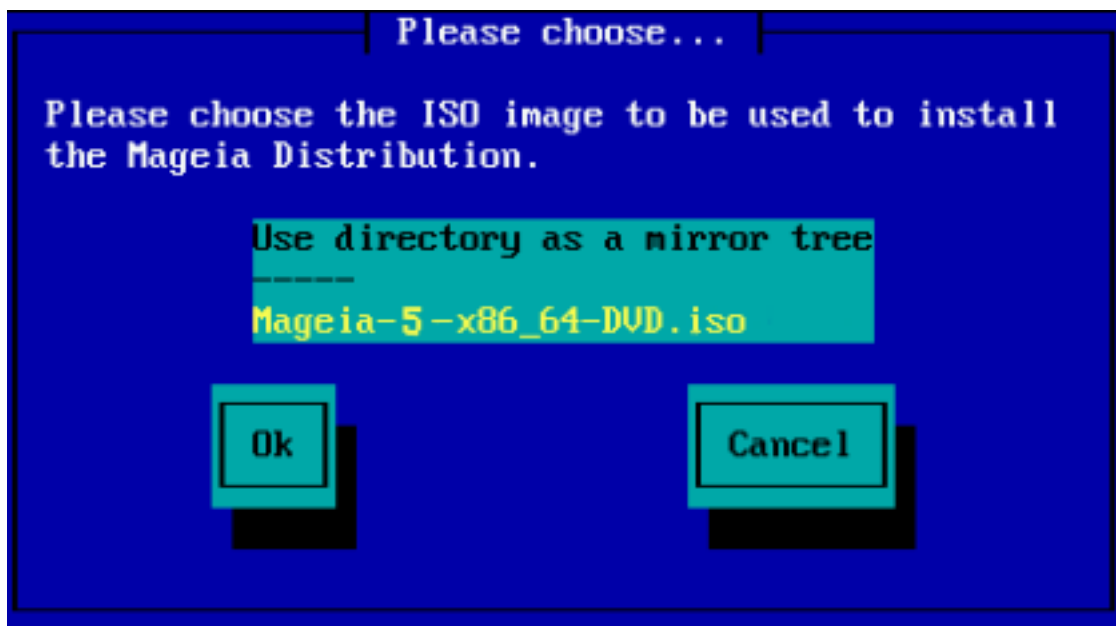 Please choose...
Please choose the ISO image to be used to install
the Mageia Distribution.
Use directory as a mirror tree
-----
Mageia-5-x86_64-DVD.iso
Ok
Cancel